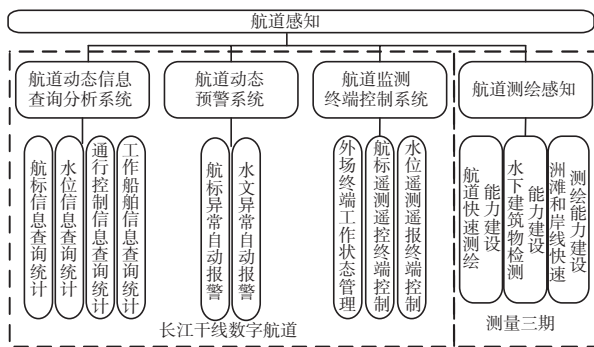 航道感知
航道动态信息
查询分析系统
航道动态
预警系统
航道监测
终端控制系统
航道测绘感知
航标信息查询统计
水位信息查询统计
通行控制信息查询统计
工作船舶信息查询统计
航标异常自动报警
水文异常自动报警
外场终端工作状态管理
航标遥测遥控终端控制
水位遥测遥报终端控制
航道快速测绘
能力建设
水下建筑物检测
能力建设
洲滩和岸线快速
测绘能力建设
长江干线数字航道
测量三期